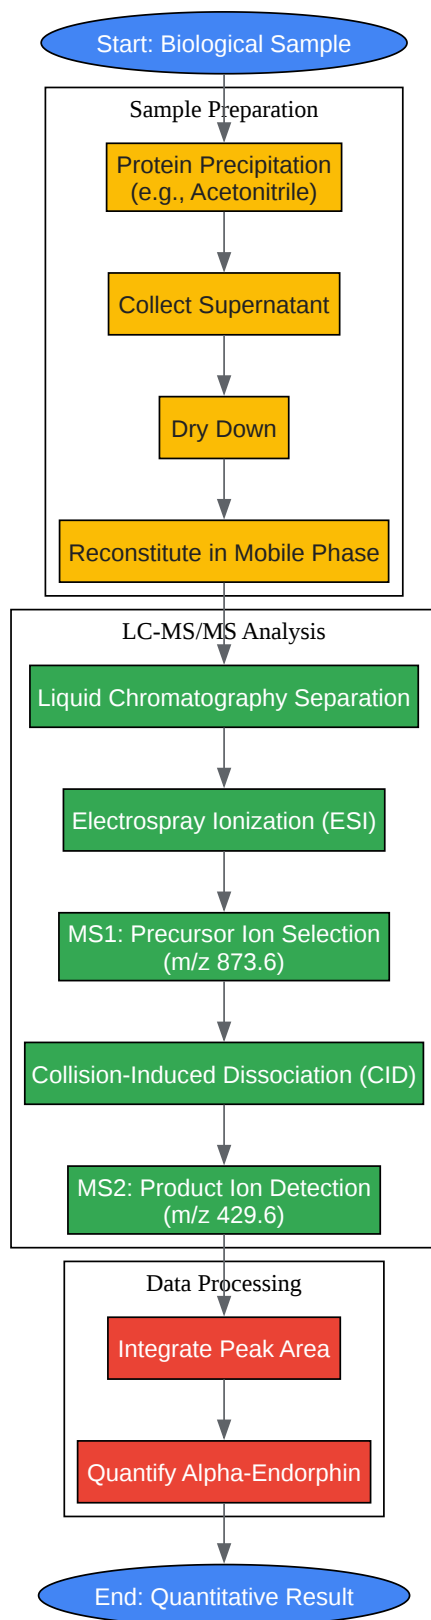 Start: Biological Sample
Sample Preparation
Protein Precipitation
(e.g., Acetonitrile)
Collect Supernatant
Dry Down
Reconstitute in Mobile Phase
LC-MS/MS Analysis
Liquid Chromatography Separation
Electrospray Ionization (ESI)
MS1: Precursor Ion Selection
(m/z 873.6)
Collision-Induced Dissociation (CID)
MS2: Product Ion Detection
(m/z 429.6)
Data Processing
Integrate Peak Area
Quantify Alpha-Endorphin
End: Quantitative Result